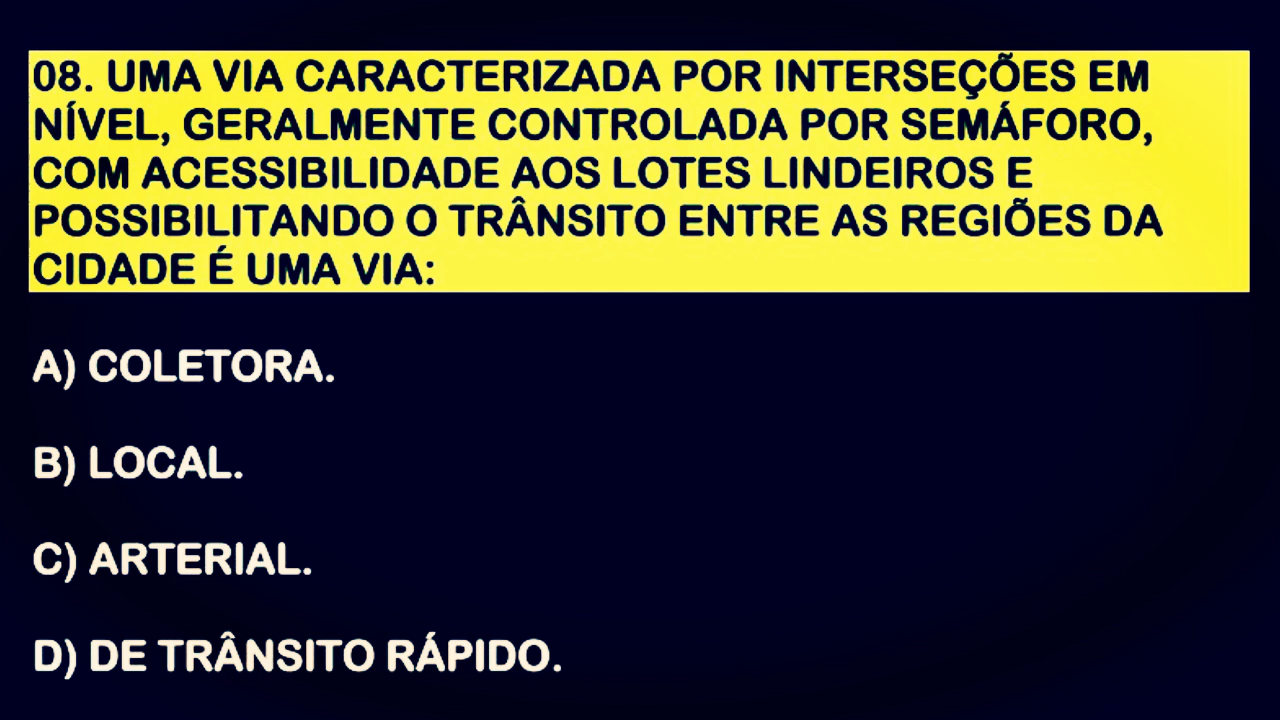 08. UMA VIA CARACTERIZADA POR INTERSEÇÕES EM
NÍVEL, GERALMENTE CONTROLADA POR SEMÁFORO,
COM ACESSIBILIDADE AOS LOTES LINDEIROS E
POSSIBILITANDO O TRÂNSITO ENTRE AS REGIÕES DA
CIDADE É UMA VIA:
A) COLETORA.
B) LOCAL.
C) ARTERIAL.
D) DE TRÂNSITO RÁPIDO.